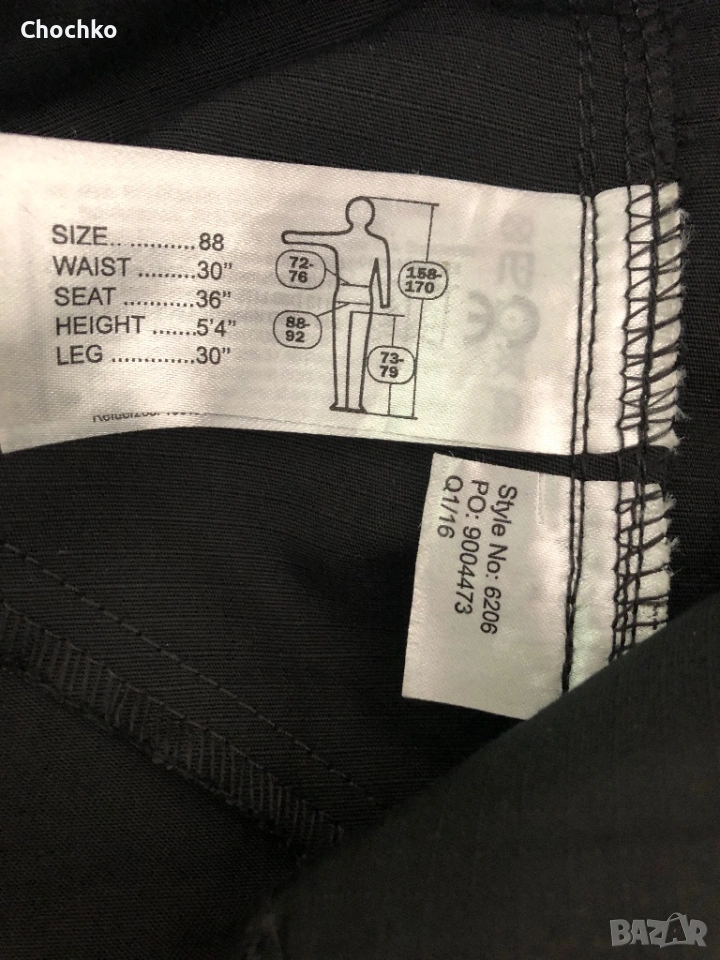 Chochko
SIZE.. ..........88
WAIST .......30"
SEAT .........36"
HEIGHT ......5'4"
LEG ............30"
72-
76
88-
92
158-
170
73-
79
Style No: 6206
PO: 9004473
Q1/16
BAZAR